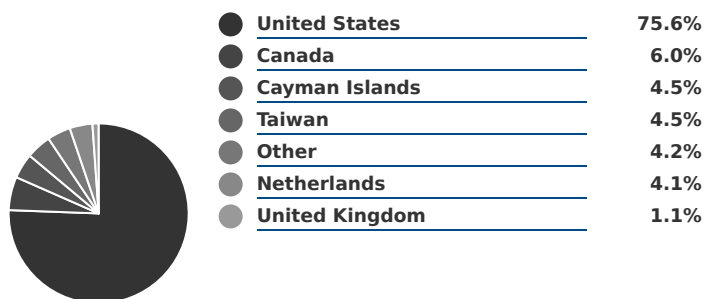 United States 75.6%
Canada 6.0%
Cayman Islands 4.5%
Taiwan 4.5%
Other 4.2%
Netherlands 4.1%
United Kingdom 1.1%